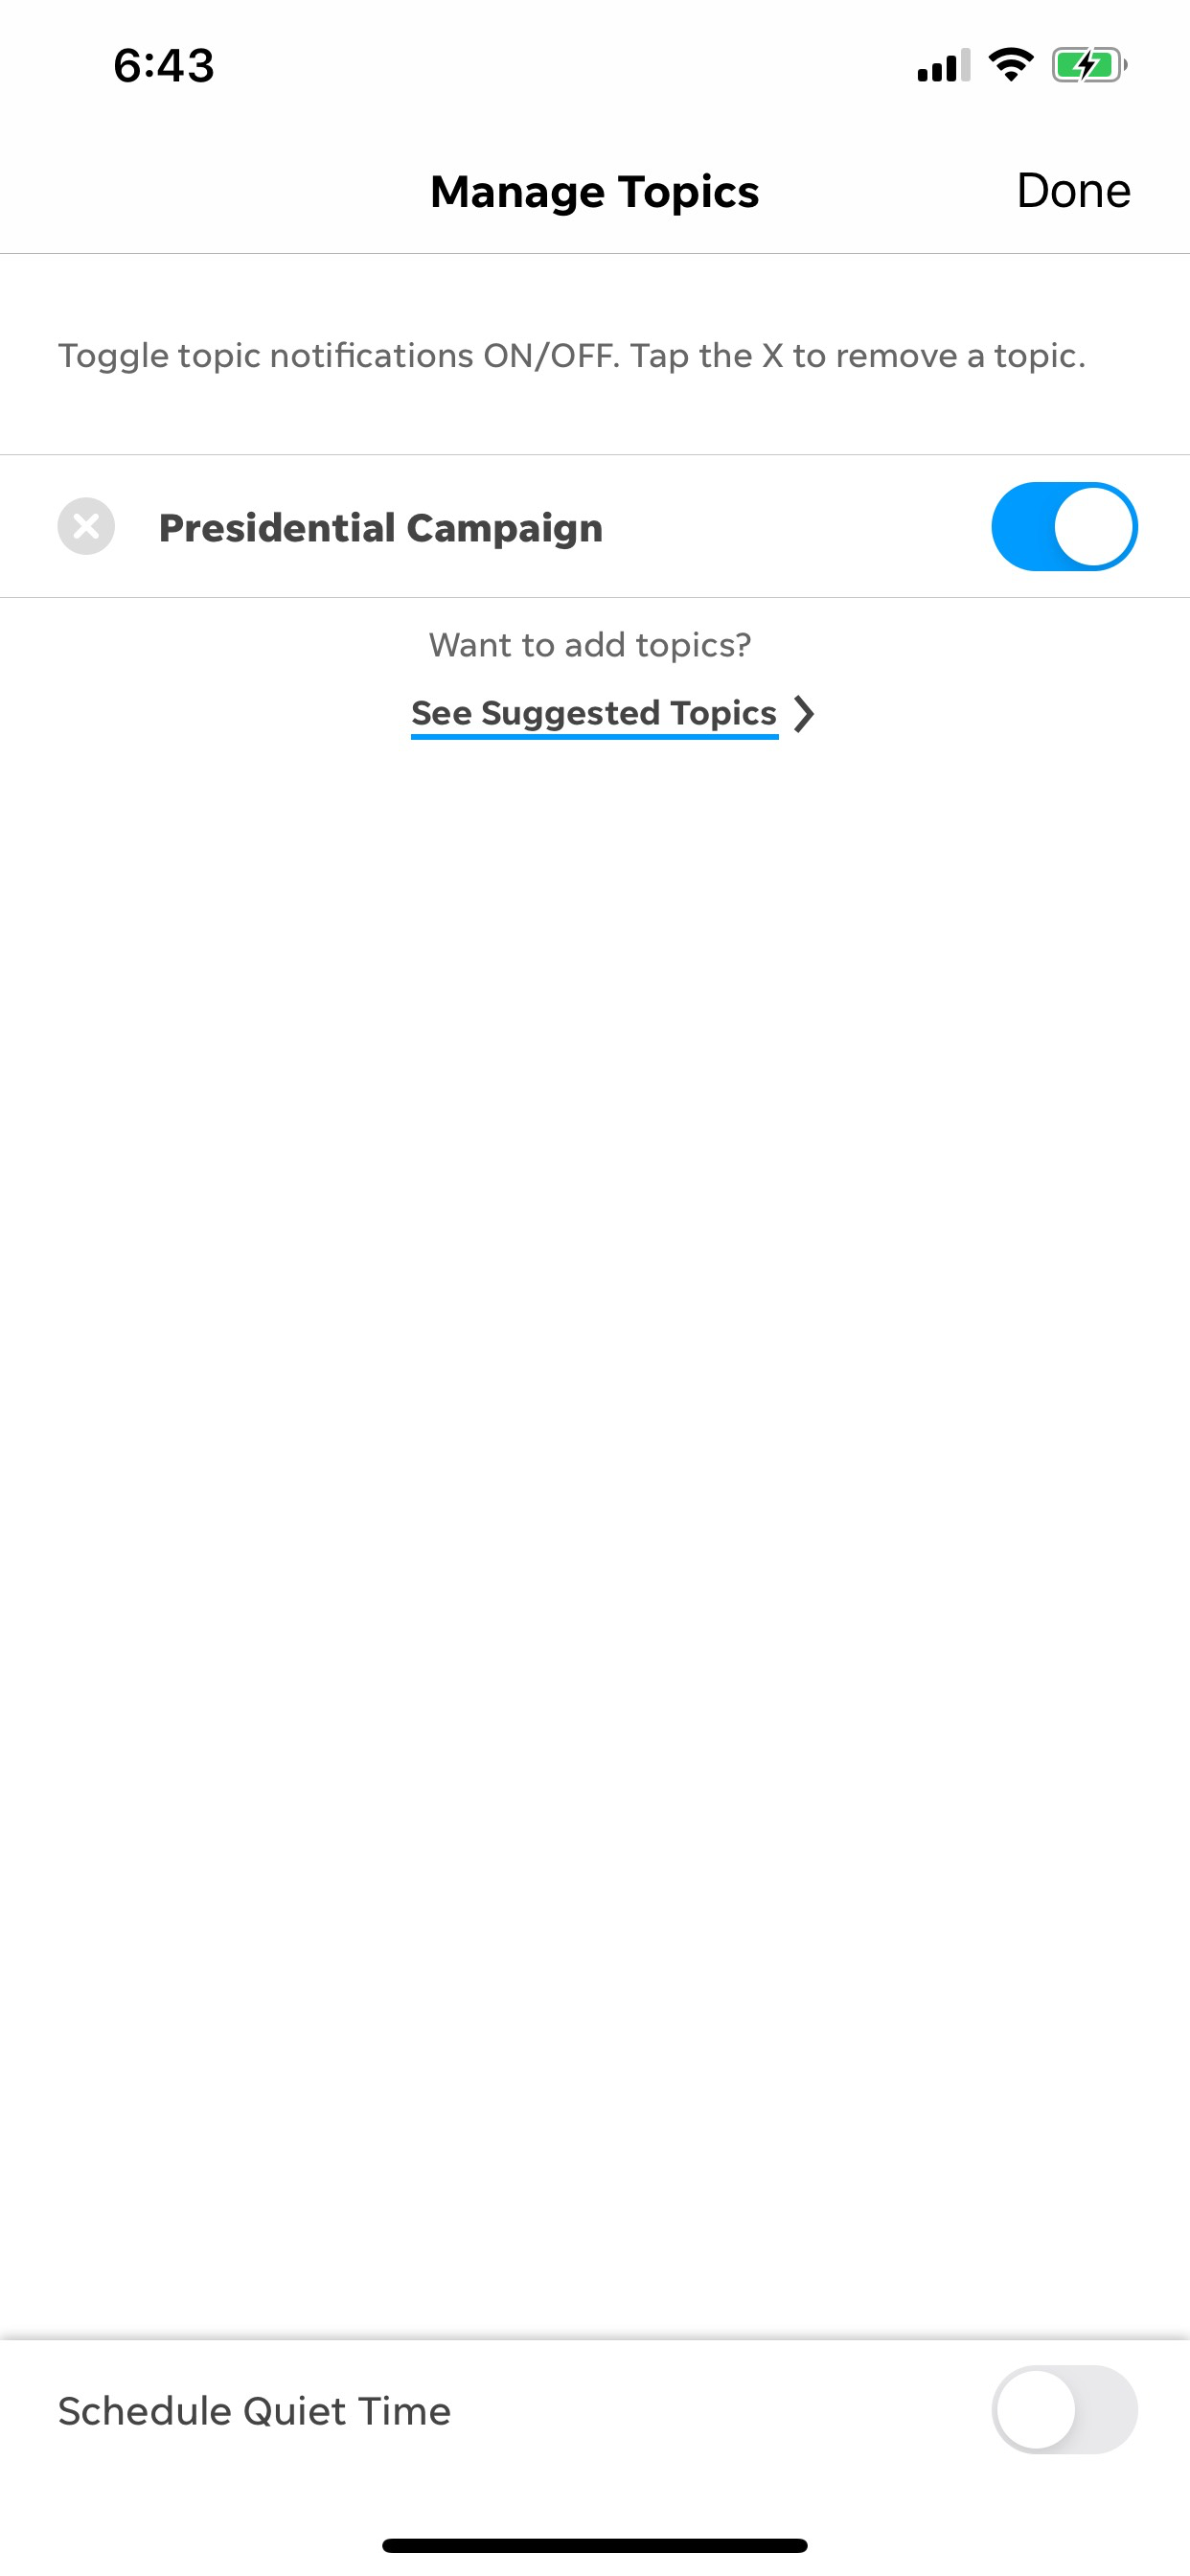 6:43
Manage Topics
Done
Toggle topic notifications ON/OFF. Tap the X to remove a topic.
Presidential Campaign
Want to add topics?
See Suggested Topics
Schedule Quiet Time